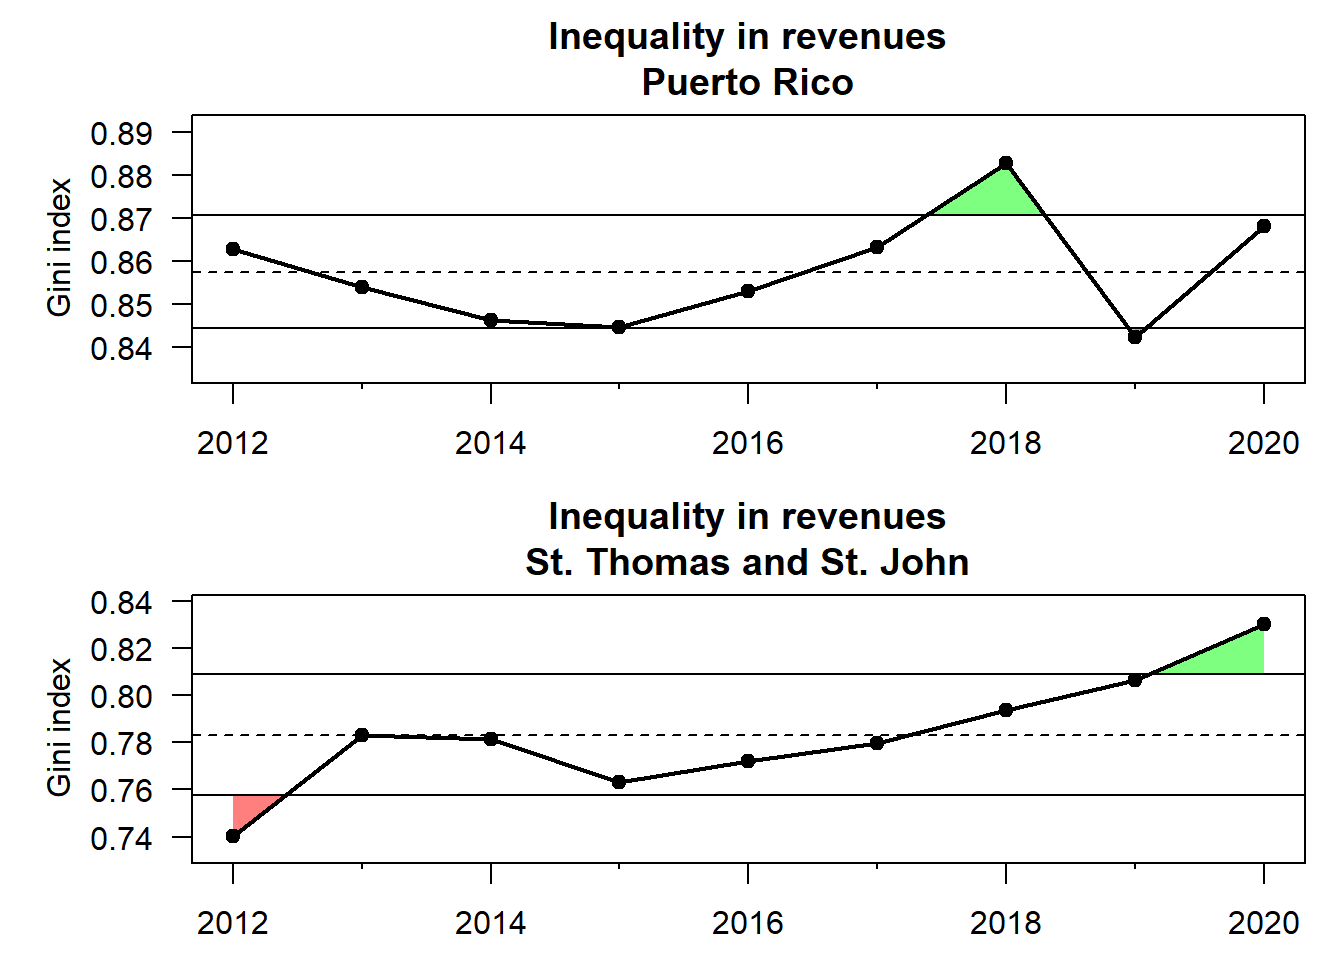 Inequality in revenues
Puerto Rico
Gini index
0.89
0.88
0.87
0.86
0.85
0.84
2012 2014 2016 2018 2020
Inequality in revenues
St. Thomas and St. John
Gini index
0.84
0.82
0.80
0.78
0.76
0.74
2012 2014 2016 2018 2020